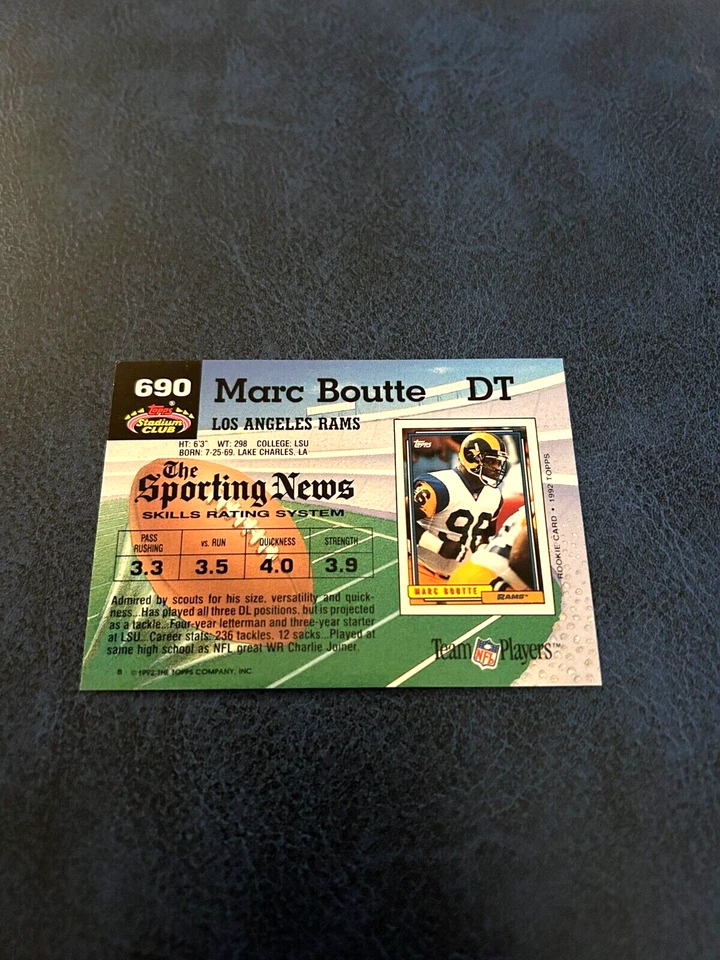 690
Marc Boutte DT
Topps
Stadium
CLUB
®
LOS ANGELES RAMS
HT: 6'3" WT: 298 COLLEGE: LSU
BORN: 7-25-69, LAKE CHARLES, LA
The
Sporting News
SKILLS RATING SYSTEM
PASS RUSHING vs. RUN QUICKNESS STRENGTH
3.3 3.5 4.0 3.9
Admired by scouts for his size, versatility and quick-
ness...Has played all three DL positions, but is projected
as a tackle...Four-year letterman and three-year starter
at LSU...Career stats: 236 tackles, 12 sacks...Played at
same high school as NFL great WR Charlie Joiner.
B © 1992 THE TOPPS COMPANY, INC.
TOPPS
98
MARC BOUTTE RAMS™
ROOKIE CARD • 1992 TOPPS
Team NFL Players™